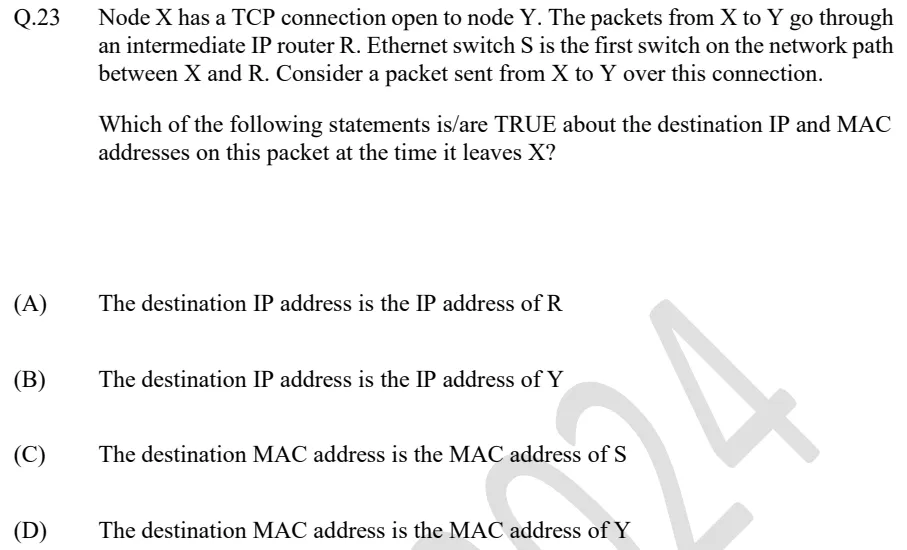 Q.23 Node X has a TCP connection open to node Y. The packets from X to Y go through
an intermediate IP router R. Ethernet switch S is the first switch on the network path
between X and R. Consider a packet sent from X to Y over this connection.
Which of the following statements is/are TRUE about the destination IP and MAC
addresses on this packet at the time it leaves X?
(A) The destination IP address is the IP address of R
(B) The destination IP address is the IP address of Y
(C) The destination MAC address is the MAC address of S
(D) The destination MAC address is the MAC address of Y
024